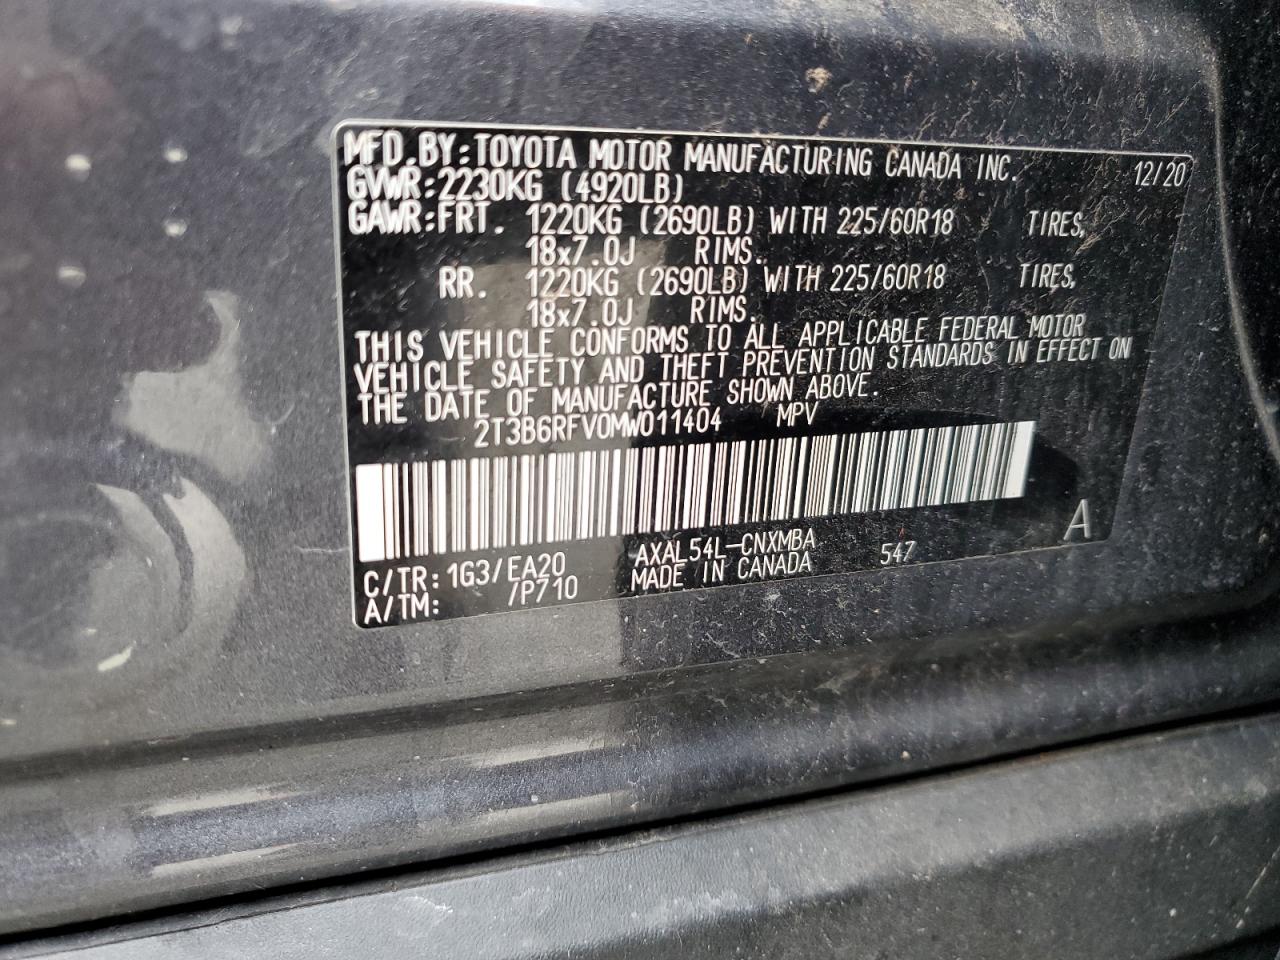 MFD.BY:TOYOTA MOTOR MANUFACTURING CANADA INC. 12/20
GVWR:2230KG (4920LB)
GAWR:FRT. 1220KG (2690LB) WITH 225/60R18 TIRES,
18x7.0J RIMS.
RR. 1220KG (2690LB) WITH 225/60R18 TIRES,
18x7.0J RIMS.
THIS VEHICLE CONFORMS TO ALL APPLICABLE FEDERAL MOTOR
VEHICLE SAFETY AND THEFT PREVENTION STANDARDS IN EFFECT ON
THE DATE OF MANUFACTURE SHOWN ABOVE.
2T3B6RFV0MW011404 MPV
A
C/TR: 1G3/EA20 AXAL54L-CNXMBA 547
A/TM: /P710 MADE IN CANADA